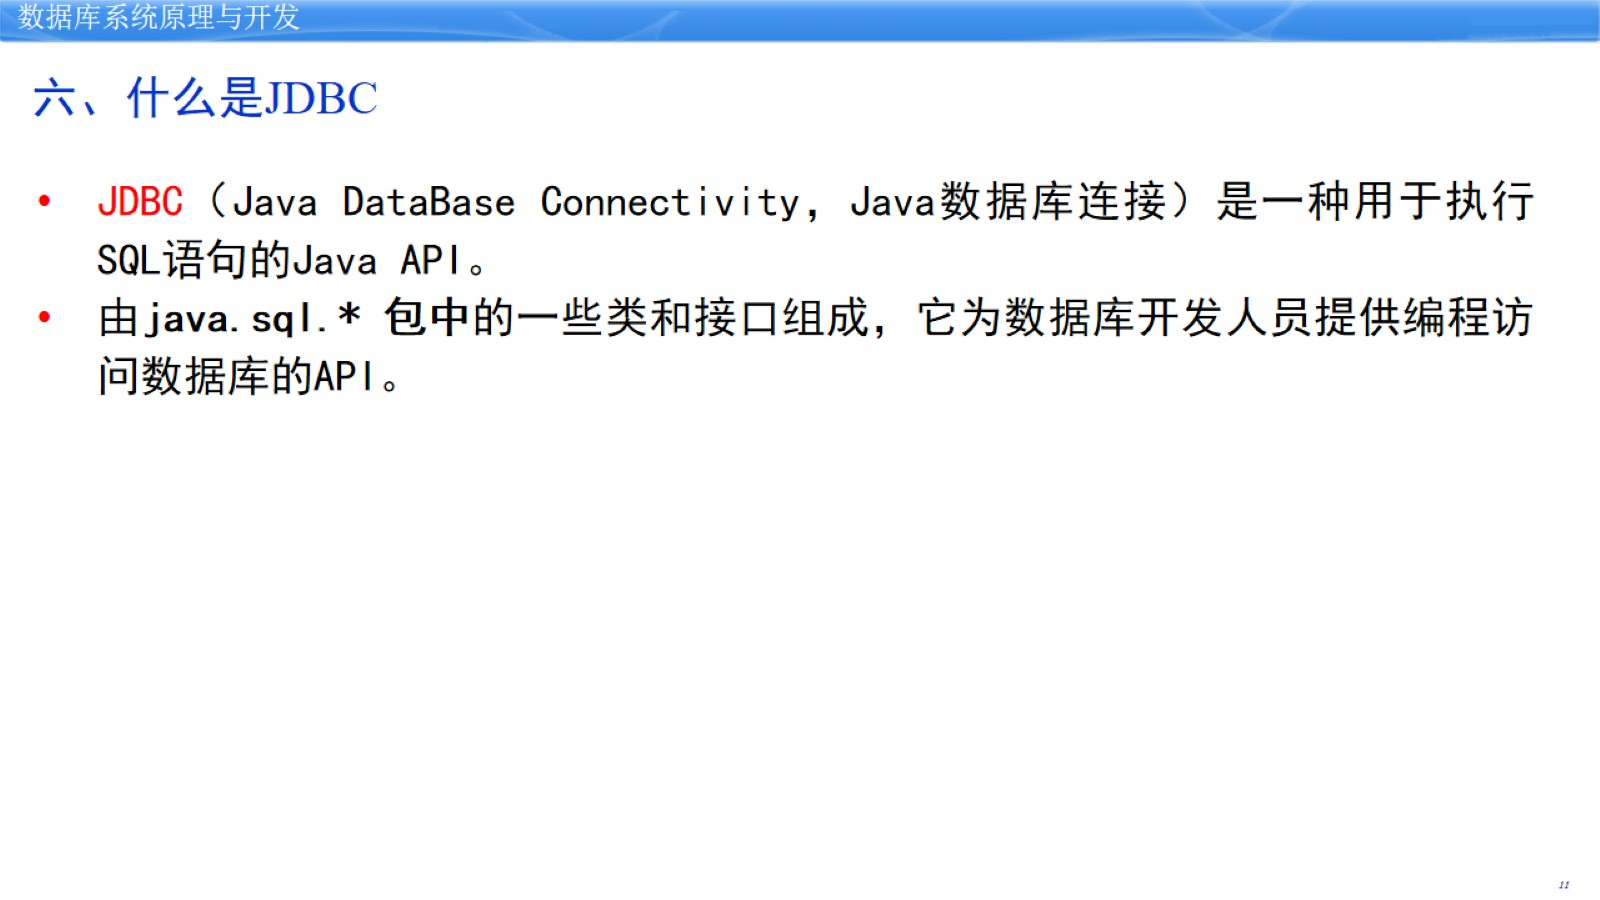 数据库系统原理与开发
六、什么是JDBC
• JDBC（Java DataBase Connectivity，Java数据库连接）是一种用于执行
SQL语句的Java API。
• 由java.sql.* 包中的一些类和接口组成，它为数据库开发人员提供编程访
问数据库的API。
11